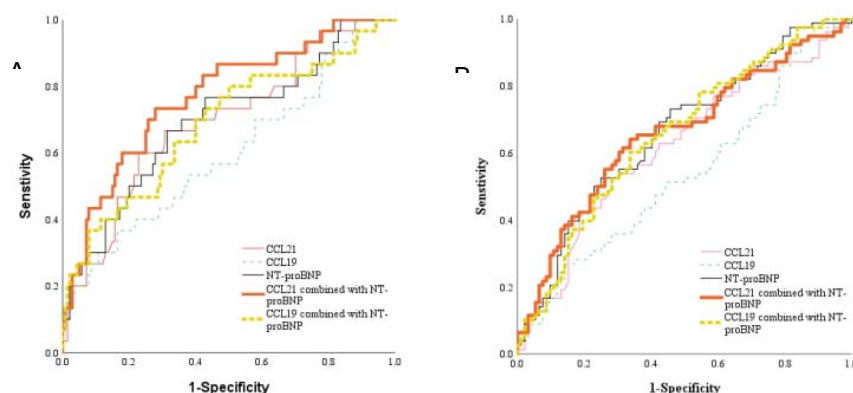 1.0
0.8
0.6
0.4
0.2
0.0
Senstivity
CCL21
CCL19
NT-proBNP
CCL21 combined with NT-
proBNP
CCL19 combined with NT-
proBNP
0.0 0.2 0.4 0.6 0.8 1.0
1-Specificity
1.0
0.8
0.6
0.4
0.2
0.0
Senstivity
CCL21
CCL19
NT-proBNP
CCL21 combined with NT-
proBNP
CCL19 combined with NT-
proBNP
0.0 0.2 0.4 0.6 0.8 1.0
1-Specificity